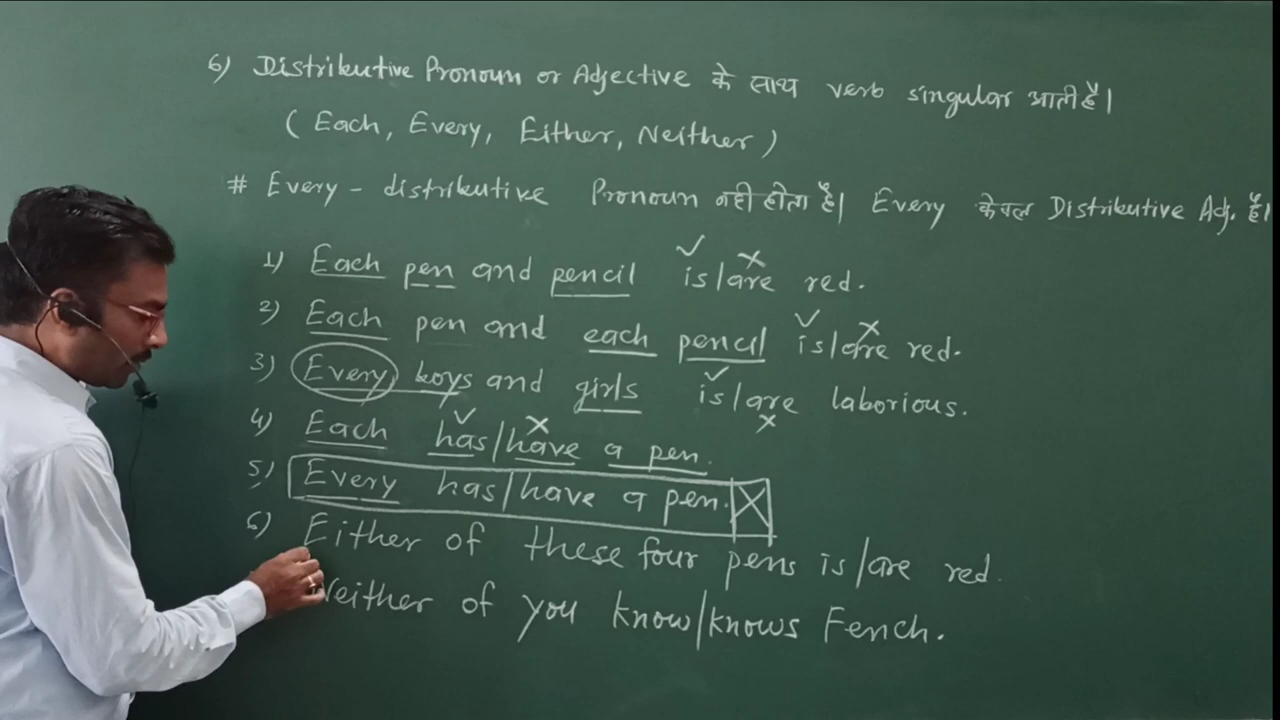 6) Distributive Pronoun or Adjective के साथ verb singular आती है।
( Each, Every, Either, Neither )
# Every - distributive Pronoun नही होता है। Every केवल Distributive Adj. है।
1) Each pen and pencil is/are red.
2) Each pen and each pencil is/are red.
3) Every boys and girls is/are laborious.
4) Each has/have a pen.
5) Every has/have a pen.
6) Either of these four pens is/are red.
Neither of you know/knows Fench.